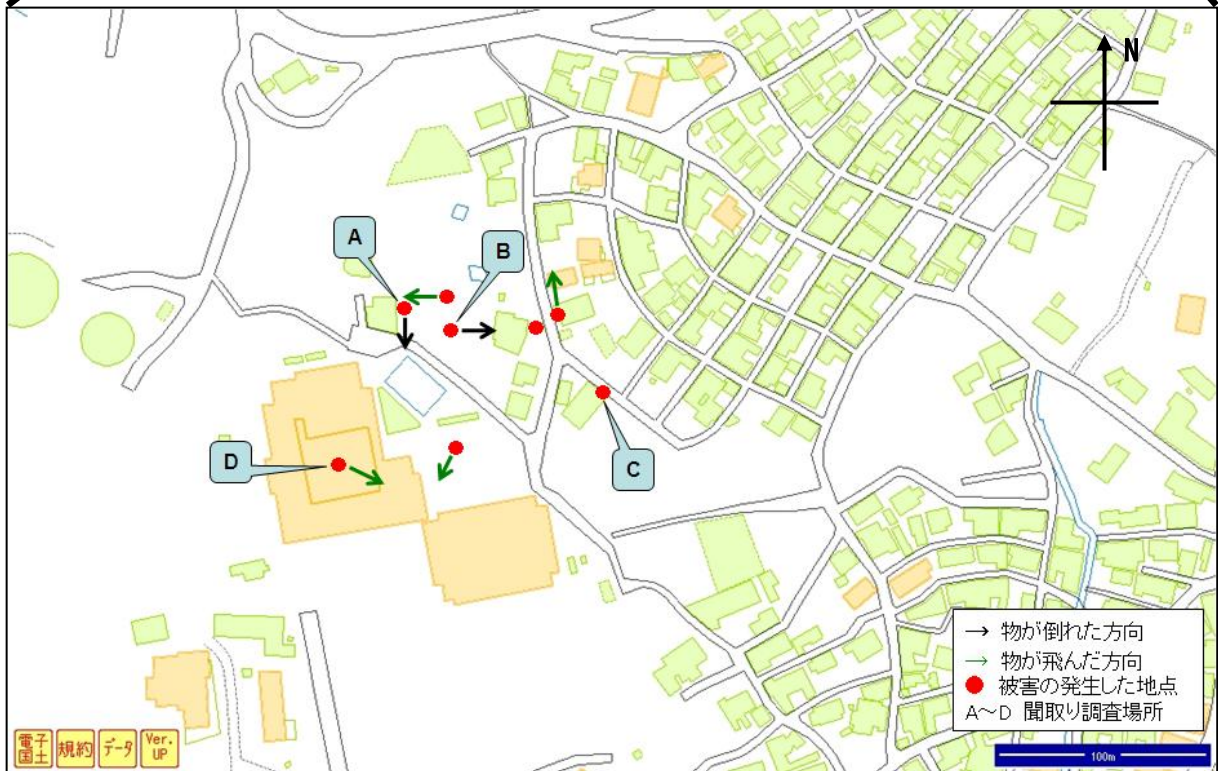 N
A
B
C
D
→ 物が倒れた方向
→ 物が飛んだ方向
● 被害の発生した地点
A～D 聞取り調査場所
電子
国土
規約
データ
Ver.
UP
100m